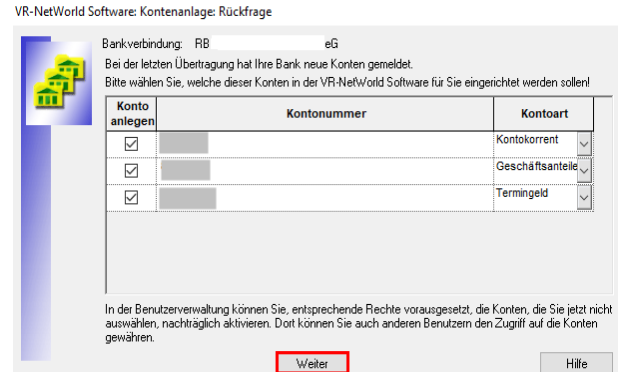 VR-NetWorld Software: Kontenanlage: Rückfrage
Bankverbindung: RB eG
Bei der letzten Übertragung hat Ihre Bank neue Konten gemeldet.
Bitte wählen Sie, welche dieser Konten in der VR-NetWorld Software für Sie eingerichtet werden sollen!
Konto anlegen Kontonummer Kontoart
Kontokorrent
Geschäftsanteile
Termingeld
In der Benutzerverwaltung können Sie, entsprechende Rechte vorausgesetzt, die Konten, die Sie jetzt nicht
auswählen, nachträglich aktivieren. Dort können Sie auch anderen Benutzern den Zugriff auf die Konten
gewähren.
Weiter Hilfe